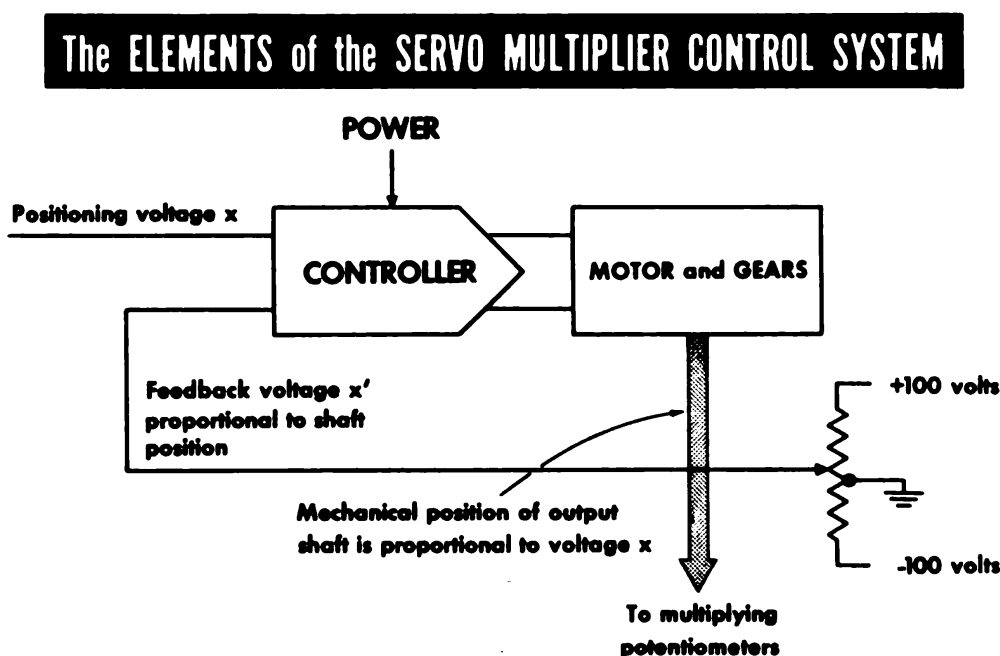 The ELEMENTS of the SERVO MULTIPLIER CONTROL SYSTEM
POWER
Positioning voltage x
CONTROLLER
MOTOR and GEARS
Feedback voltage x′
proportional to shaft
position
+100 volts
Mechanical position of output
shaft is proportional to voltage x
-100 volts
To multiplying
potentiometers